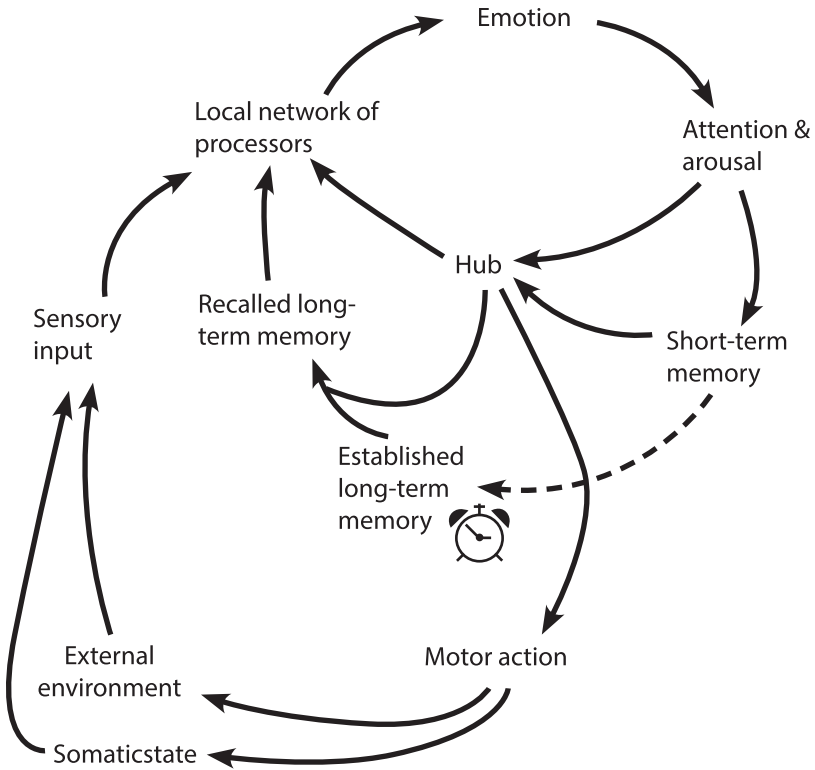 Emotion
Local network of
processors
Attention &
arousal
Hub
Sensory
input
Recalled long-
term memory
Short-term
memory
Established
long-term
memory
External
environment
Motor action
Somaticstate